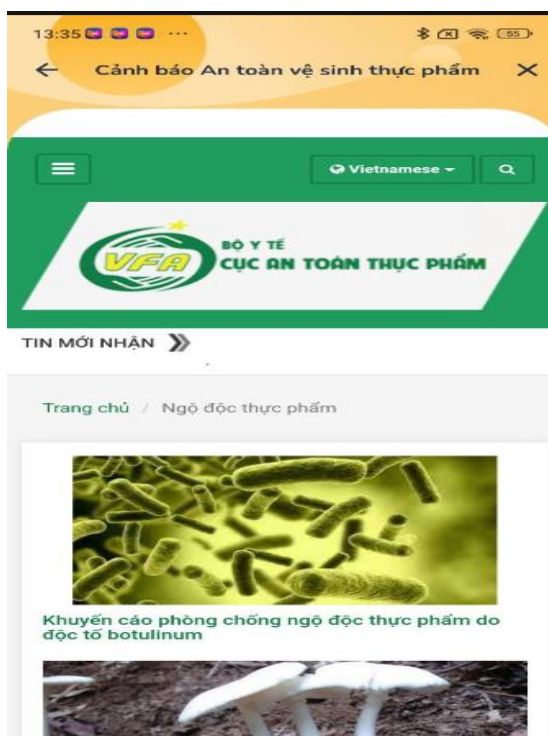 13:35 ...
55
Cảnh báo An toàn vệ sinh thực phẩm
Vietnamese
VFA
BỘ Y TẾ
CỤC AN TOÀN THỰC PHẨM
TIN MỚI NHẬN
Trang chủ / Ngộ độc thực phẩm
Khuyến cáo phòng chống ngộ độc thực phẩm do
độc tố botulinum